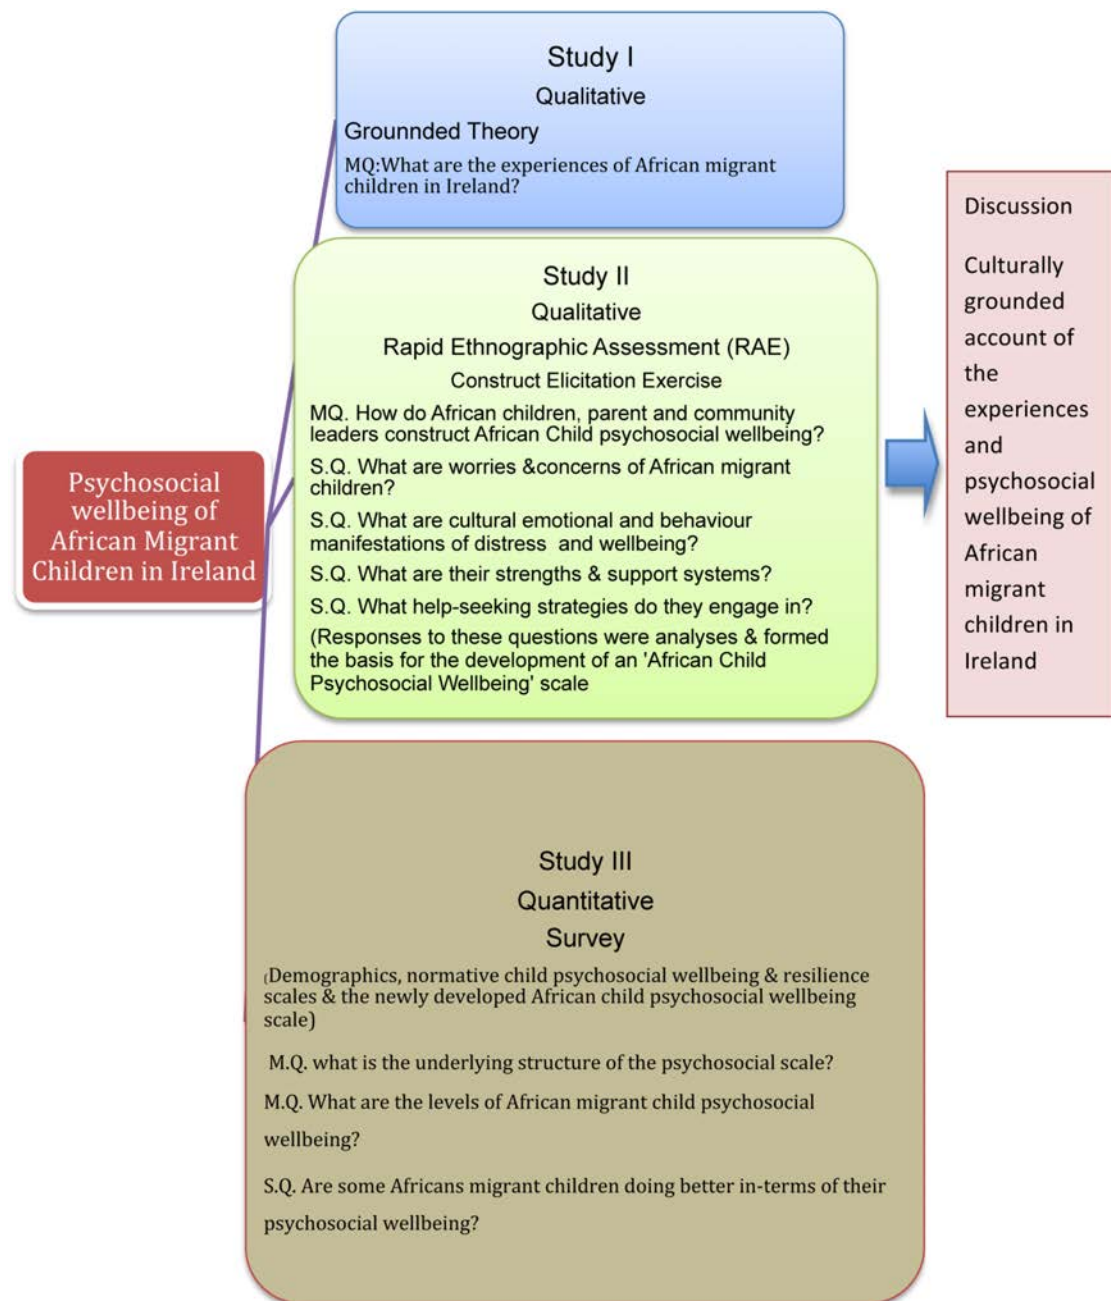 Study I
Qualitative
Grounnded Theory
MQ:What are the experiences of African migrant
children in Ireland?
Study II
Qualitative
Rapid Ethnographic Assessment (RAE)
Construct Elicitation Exercise
MQ. How do African children, parent and community
leaders construct African Child psychosocial wellbeing?
S.Q. What are worries &concerns of African migrant
children?
S.Q. What are cultural emotional and behaviour
manifestations of distress and wellbeing?
S.Q. What are their strengths & support systems?
S.Q. What help-seeking strategies do they engage in?
(Responses to these questions were analyses & formed
the basis for the development of an 'African Child
Psychosocial Wellbeing' scale
Psychosocial
wellbeing of
African Migrant
Children in Ireland
Study III
Quantitative
Survey
(Demographics, normative child psychosocial wellbeing & resilience
scales & the newly developed African child psychosocial wellbeing
scale)
M.Q. what is the underlying structure of the psychosocial scale?
M.Q. What are the levels of African migrant child psychosocial
wellbeing?
S.Q. Are some Africans migrant children doing better in-terms of their
psychosocial wellbeing?
Discussion
Culturally
grounded
account of
the
experiences
and
psychosocial
wellbeing of
African
migrant
children in
Ireland